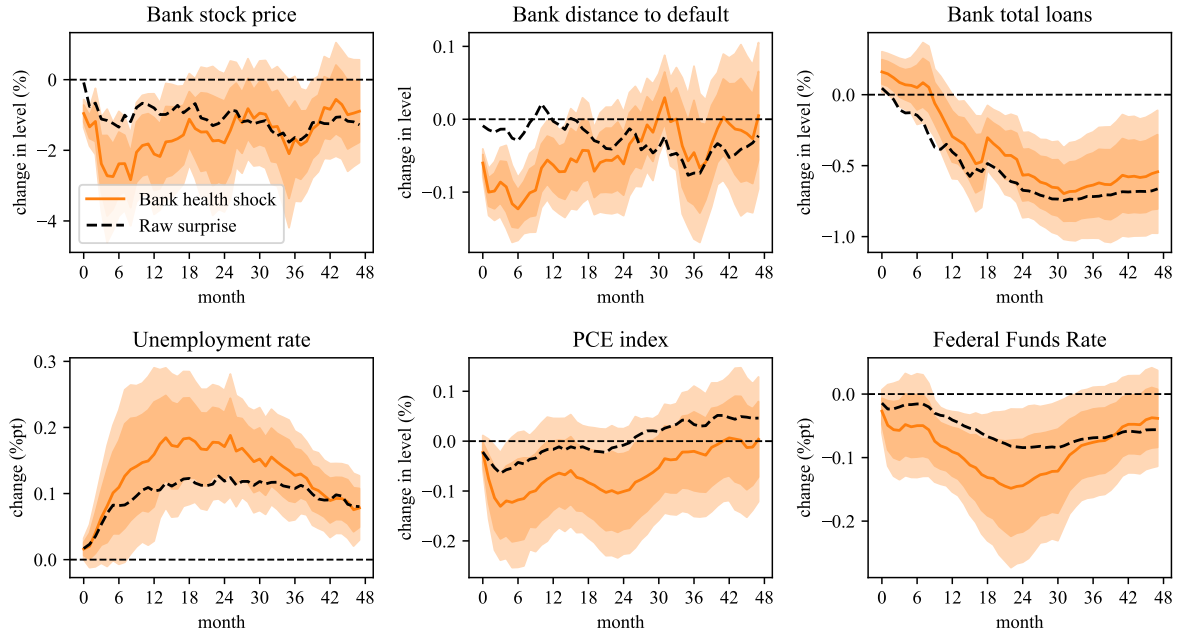 Bank stock price
change in level (%)
0
−2
−4
Bank health shock
Raw surprise
0 6 12 18 24 30 36 42 48
month
Bank distance to default
change in level
0.1
0.0
−0.1
0 6 12 18 24 30 36 42 48
month
Bank total loans
change in level (%)
0.0
−0.5
−1.0
0 6 12 18 24 30 36 42 48
month
Unemployment rate
change (%pt)
0.3
0.2
0.1
0.0
0 6 12 18 24 30 36 42 48
month
PCE index
change in level (%)
0.1
0.0
−0.1
−0.2
0 6 12 18 24 30 36 42 48
month
Federal Funds Rate
change (%pt)
0.0
−0.1
−0.2
0 6 12 18 24 30 36 42 48
month